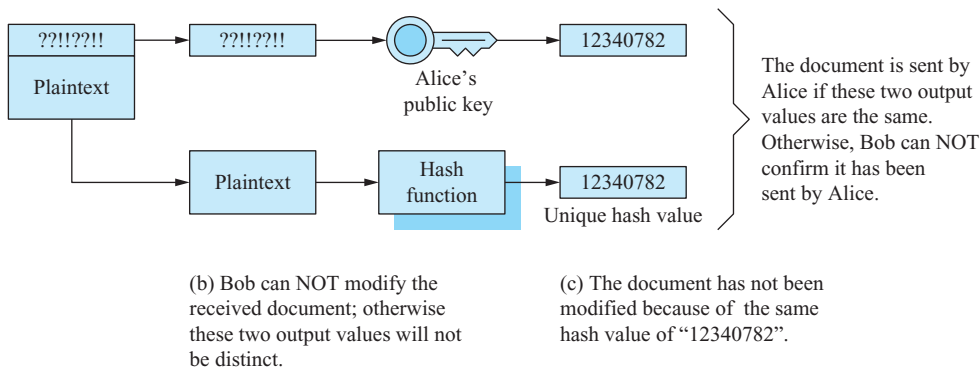 ??!!??!!
Plaintext
??!!??!!
Alice's
public key
12340782
Plaintext
Hash
function
12340782
Unique hash value
The document is sent by
Alice if these two output
values are the same.
Otherwise, Bob can NOT
confirm it has been
sent by Alice.
(b) Bob can NOT modify the
received document; otherwise
these two output values will not
be distinct.
(c) The document has not been
modified because of the same
hash value of “12340782”.